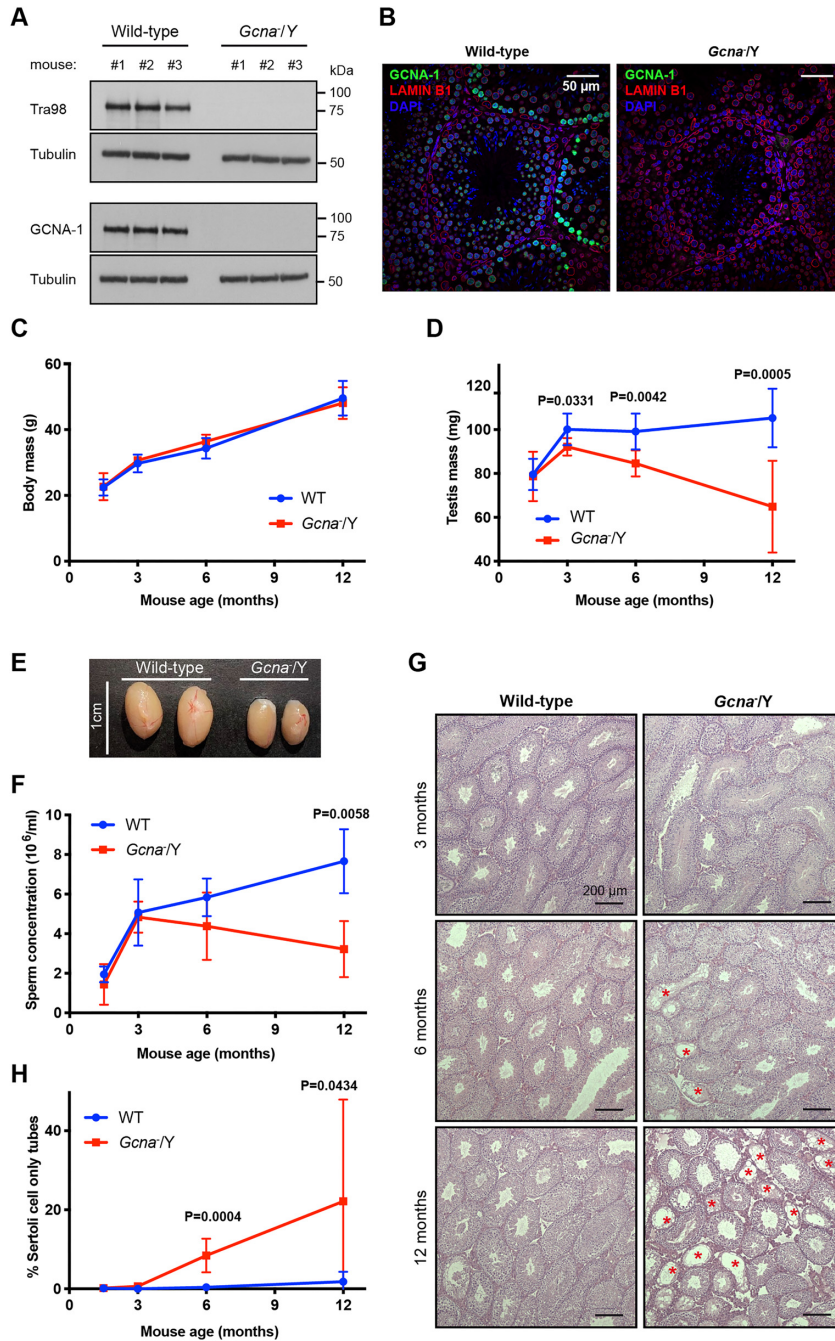 A
Wild-type
Gcna-/Y
mouse:
#1 #2 #3
#1 #2 #3
kDa
Tra98
100
75
Tubulin
50
GCNA-1
100
75
Tubulin
50
B
Wild-type
Gcna-/Y
GCNA-1
LAMIN B1
DAPI
50 µm
GCNA-1
LAMIN B1
DAPI
C
Body mass (g)
60
40
20
0
0 3 6 9 12
Mouse age (months)
WT
Gcna-/Y
D
Testis mass (mg)
120
100
80
60
40
P=0.0331
P=0.0042
P=0.0005
WT
Gcna-/Y
0 3 6 9 12
Mouse age (months)
E
Wild-type
Gcna-/Y
1cm
F
Sperm concentration (10 6/ml)
10
8
6
4
2
0
WT
Gcna-/Y
P=0.0058
0 3 6 9 12
Mouse age (months)
H
% Sertoli cell only tubes
40
20
0
WT
Gcna-/Y
P=0.0004
P=0.0434
0 3 6 9 12
Mouse age (months)
G
Wild-type
Gcna-/Y
3 months
200 µm
6 months
* * *
12 months
* * * * * * * * * * * *